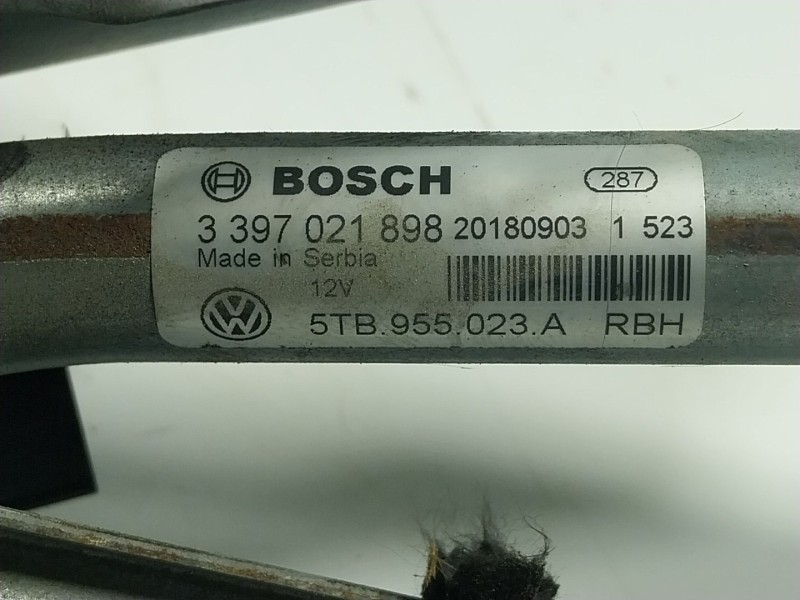 BOSCH 287
3 397 021 898 20180903 1 523
Made in Serbia
12V
5TB.955.023.A RBH